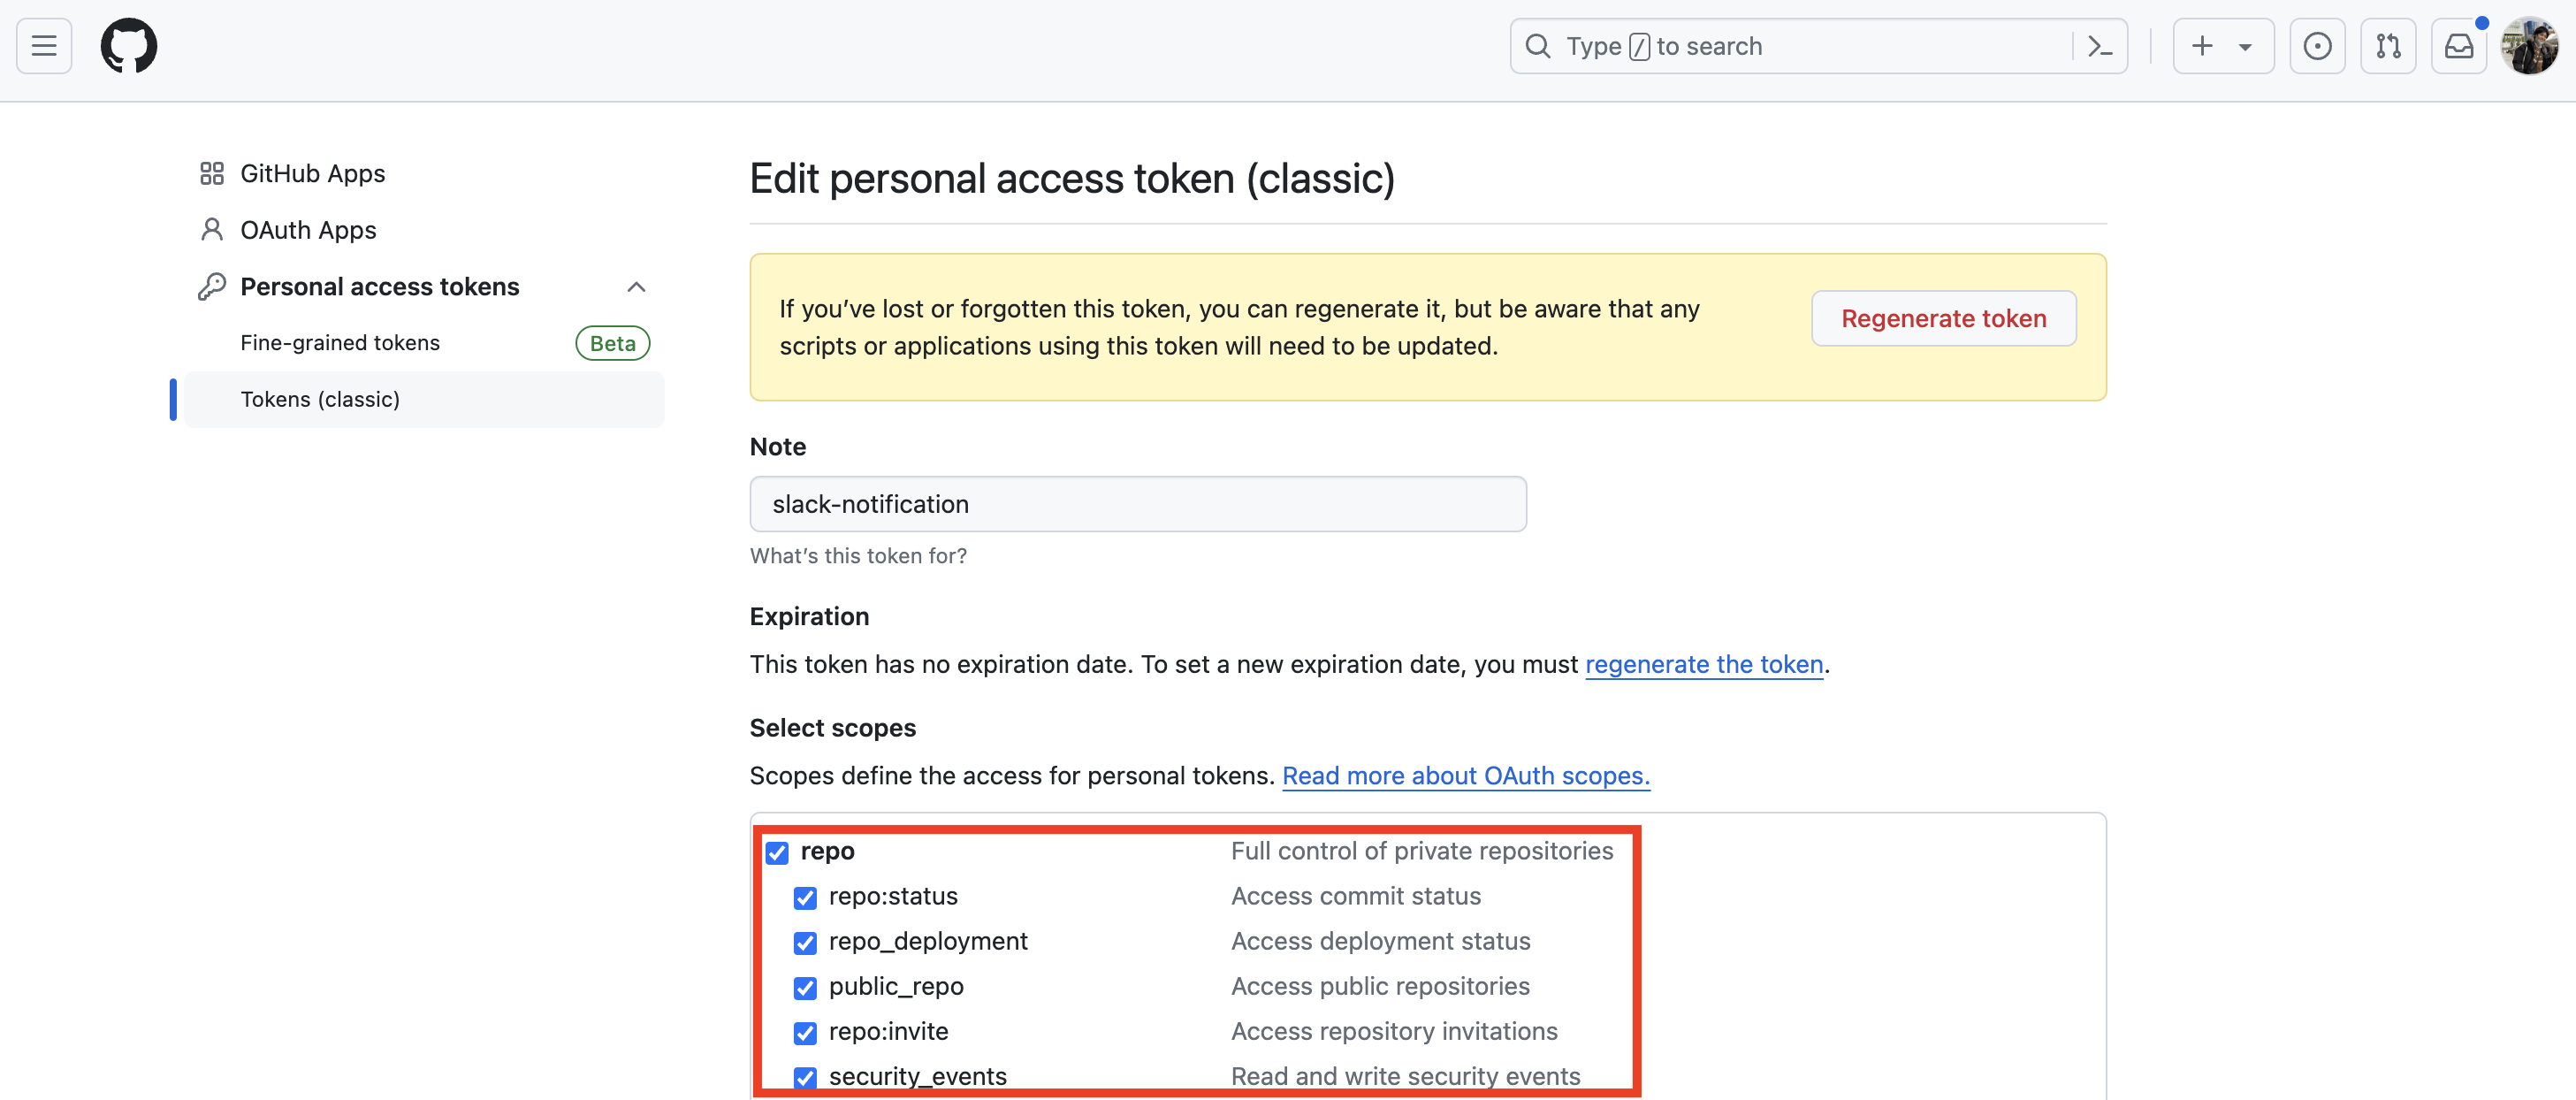 Type / to search
GitHub Apps
OAuth Apps
Personal access tokens
Fine-grained tokens Beta
Tokens (classic)
Edit personal access token (classic)
If you’ve lost or forgotten this token, you can regenerate it, but be aware that any
scripts or applications using this token will need to be updated.
Regenerate token
Note
slack-notification
What’s this token for?
Expiration
This token has no expiration date. To set a new expiration date, you must regenerate the token.
Select scopes
Scopes define the access for personal tokens. Read more about OAuth scopes.
repo Full control of private repositories
repo:status Access commit status
repo_deployment Access deployment status
public_repo Access public repositories
repo:invite Access repository invitations
security_events Read and write security events